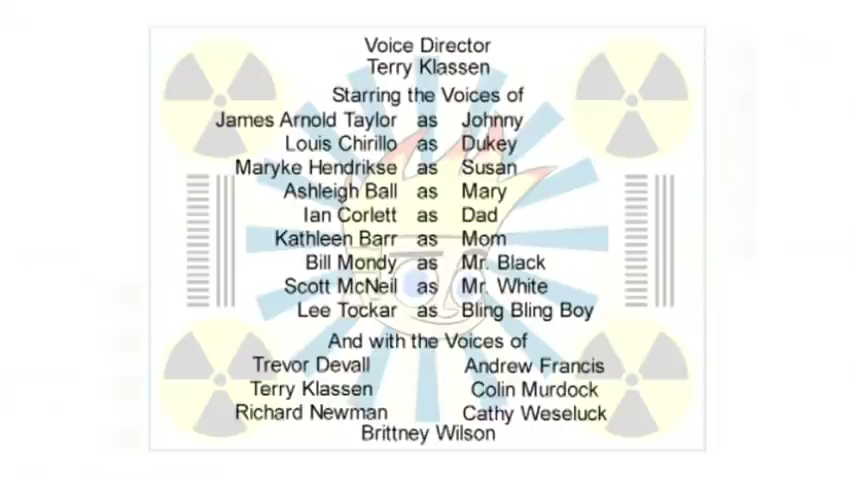 Voice Director
Terry Klassen
Starring the Voices of
James Arnold Taylor as Johnny
Louis Chirillo as Dukey
Maryke Hendrikse as Susan
Ashleigh Ball as Mary
Ian Corlett as Dad
Kathleen Barr as Mom
Bill Mondy as Mr. Black
Scott McNeil as Mr. White
Lee Tockar as Bling Bling Boy
And with the Voices of
Trevor Devall Andrew Francis
Terry Klassen Colin Murdock
Richard Newman Cathy Weseluck
Brittney Wilson